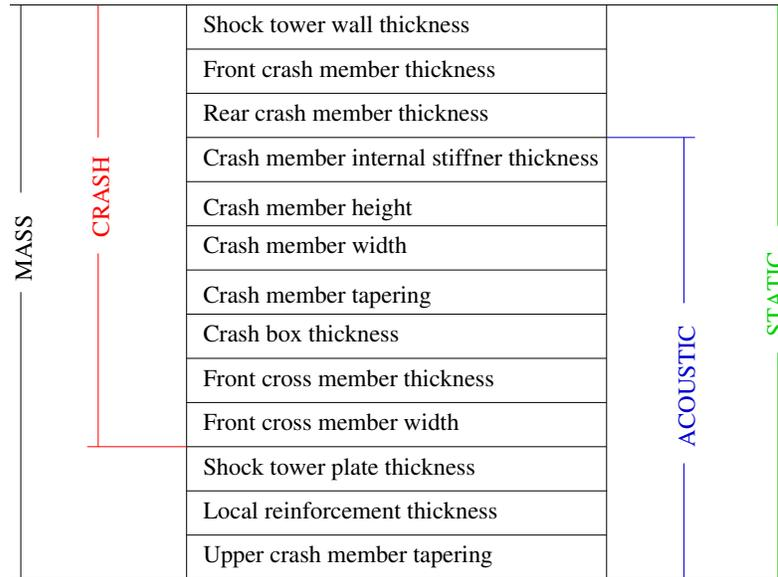 Shock tower wall thickness
Front crash member thickness
Rear crash member thickness
Crash member internal stiffner thickness
Crash member height
Crash member width
Crash member tapering
Crash box thickness
Front cross member thickness
Front cross member width
Shock tower plate thickness
Local reinforcement thickness
Upper crash member tapering
MASS
CRASH
ACOUSTIC
STATIC